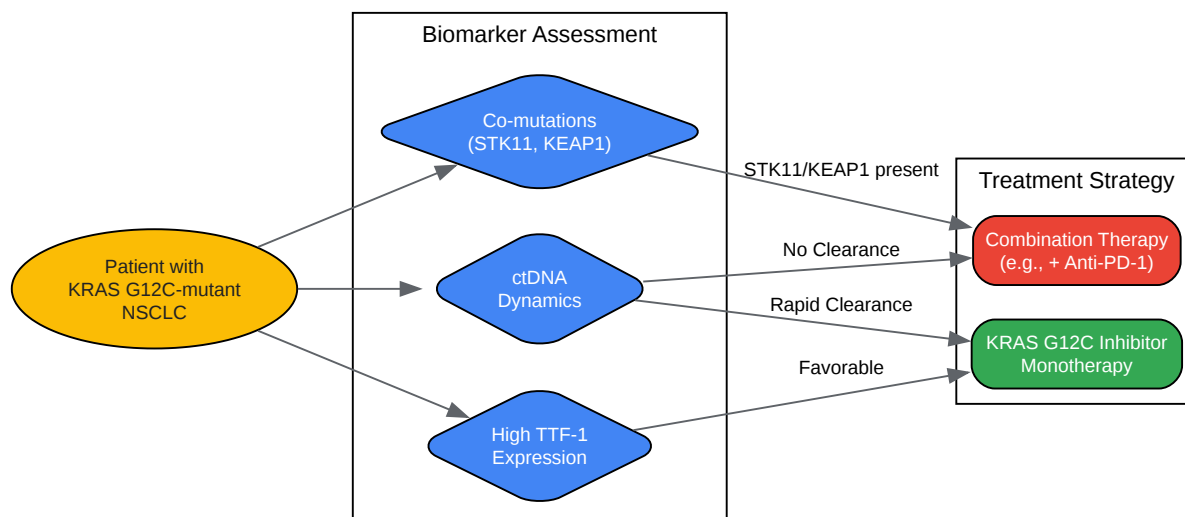 Biomarker Assessment
Co-mutations
(STK11, KEAP1)
STK11/KEAP1 present
Treatment Strategy
Patient with
KRAS G12C-mutant
NSCLC
ctDNA
Dynamics
No Clearance
Rapid Clearance
Combination Therapy
(e.g., + Anti-PD-1)
High TTF-1
Expression
Favorable
KRAS G12C Inhibitor
Monotherapy